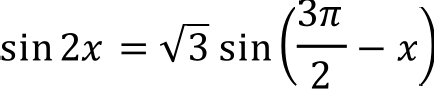 sin 2x = √3 sin(3π/2 − x)